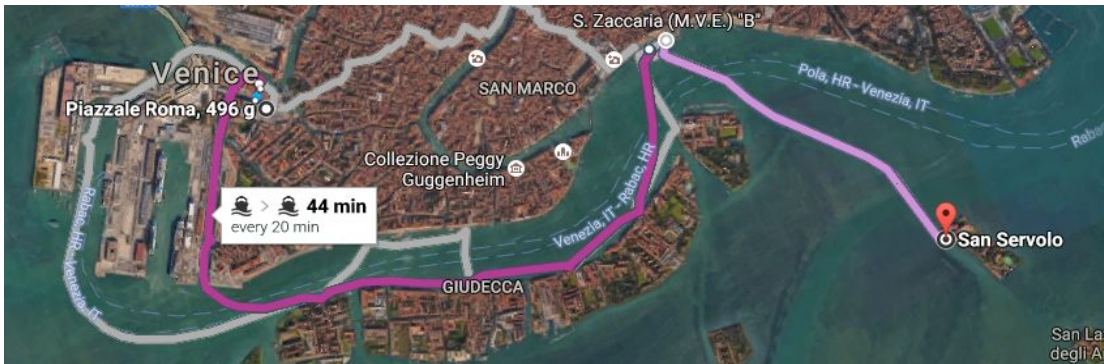 S. Zaccaria (M.V.E.) "B"
Venice
Pola, HR - Venezia, IT
SAN MARCO
Piazzale Roma, 496 g
Rabac
Collezione Peggy
Guggenheim
Venezia, IT - Rabac, HR
44 min
every 20 min
Rabac, HR - Venezia, IT
San Servolo
GIUDECCA
San La
degli A